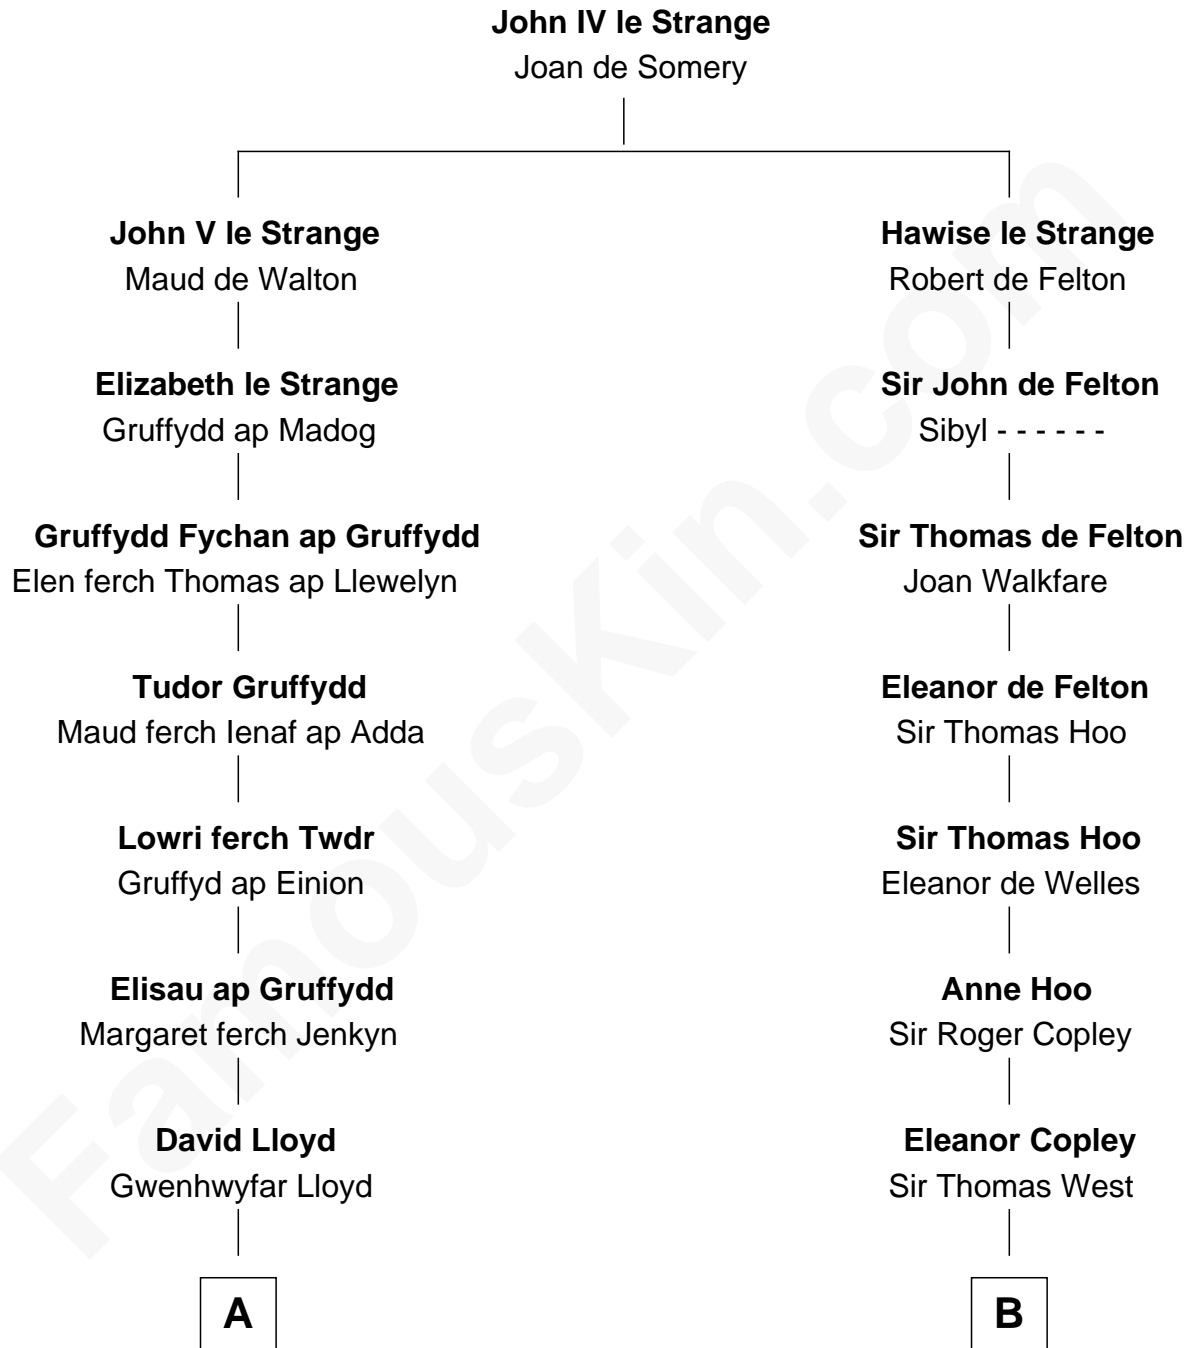 John IV le Strange
Joan de Somery
John V le Strange
Maud de Walton
Hawise le Strange
Robert de Felton
Elizabeth le Strange
Gruffydd ap Madog
Sir John de Felton
Sibyl - - - - - -
Gruffydd Fychan ap Gruffydd
Elen ferch Thomas ap Llewelyn
Sir Thomas de Felton
Joan Walkfare
Tudor Gruffydd
Maud ferch Ienaf ap Adda
Eleanor de Felton
Sir Thomas Hoo
Lowri ferch Twdr
Gruffyd ap Einion
Sir Thomas Hoo
Eleanor de Welles
Elisau ap Gruffydd
Margaret ferch Jenkyn
Anne Hoo
Sir Roger Copley
David Lloyd
Gwenhwyfar Lloyd
Eleanor Copley
Sir Thomas West
A
B
FamousKin.com